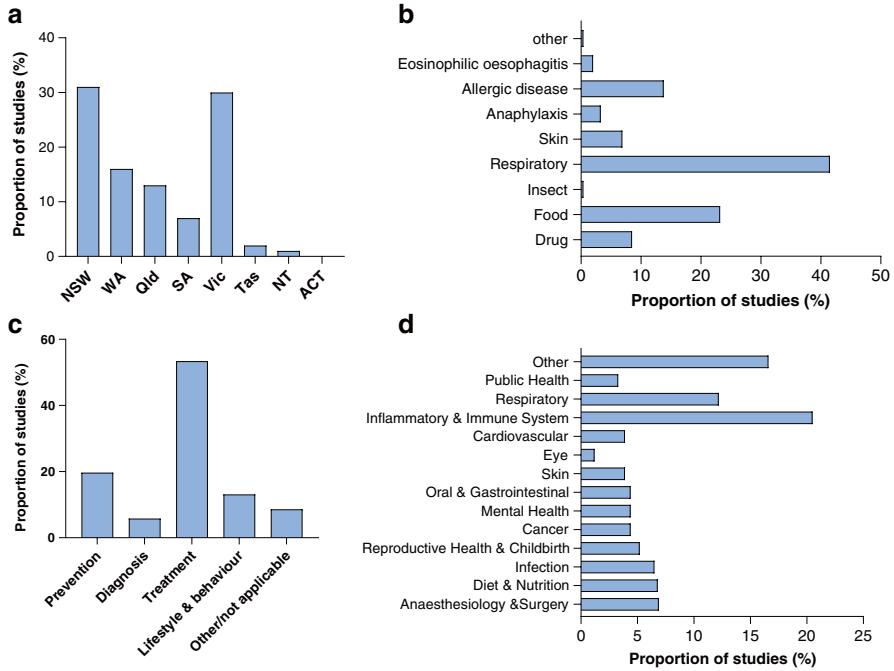 a
Proportion of studies (%)
40
30
20
10
0
NSW
WA
Qld
SA
Vic
Tas
NT
ACT
b
other
Eosinophilic oesophagitis
Allergic disease
Anaphylaxis
Skin
Respiratory
Insect
Food
Drug
0 10 20 30 40 50
Proportion of studies (%)
c
Proportion of studies (%)
60
40
20
0
Prevention
Diagnosis
Treatment
Lifestyle & behaviour
Other/not applicable
d
Other
Public Health
Respiratory
Inflammatory & Immune System
Cardiovascular
Eye
Skin
Oral & Gastrointestinal
Mental Health
Cancer
Reproductive Health & Childbirth
Infection
Diet & Nutrition
Anaesthesiology &Surgery
0 5 10 15 20 25
Proportion of studies (%)